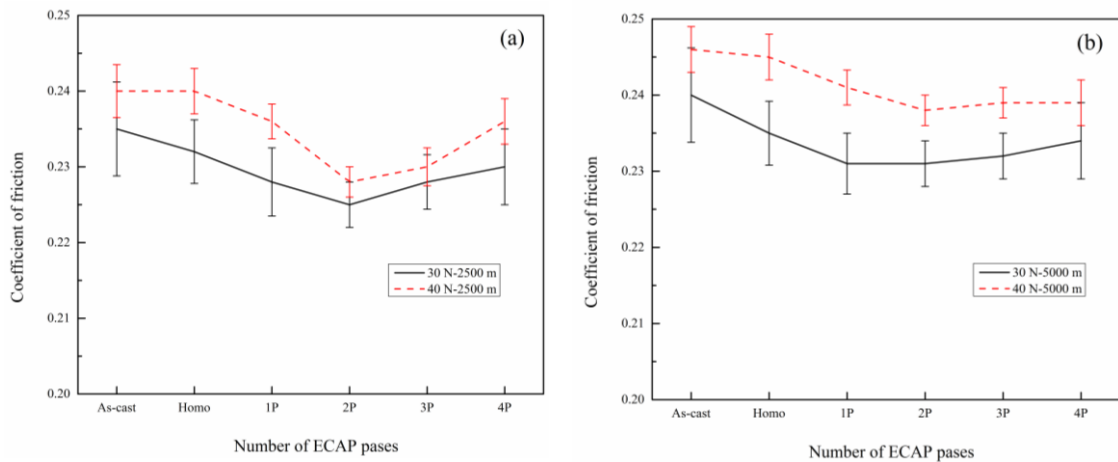 (a)
0.25
0.24
0.23
0.22
0.21
0.20
Coefficient of friction
30 N-2500 m
40 N-2500 m
As-cast Homo 1P 2P 3P 4P
Number of ECAP pases
(b)
0.25
0.24
0.23
0.22
0.21
0.20
Coefficient of friction
30 N-5000 m
40 N-5000 m
As-cast Homo 1P 2P 3P 4P
Number of ECAP pases